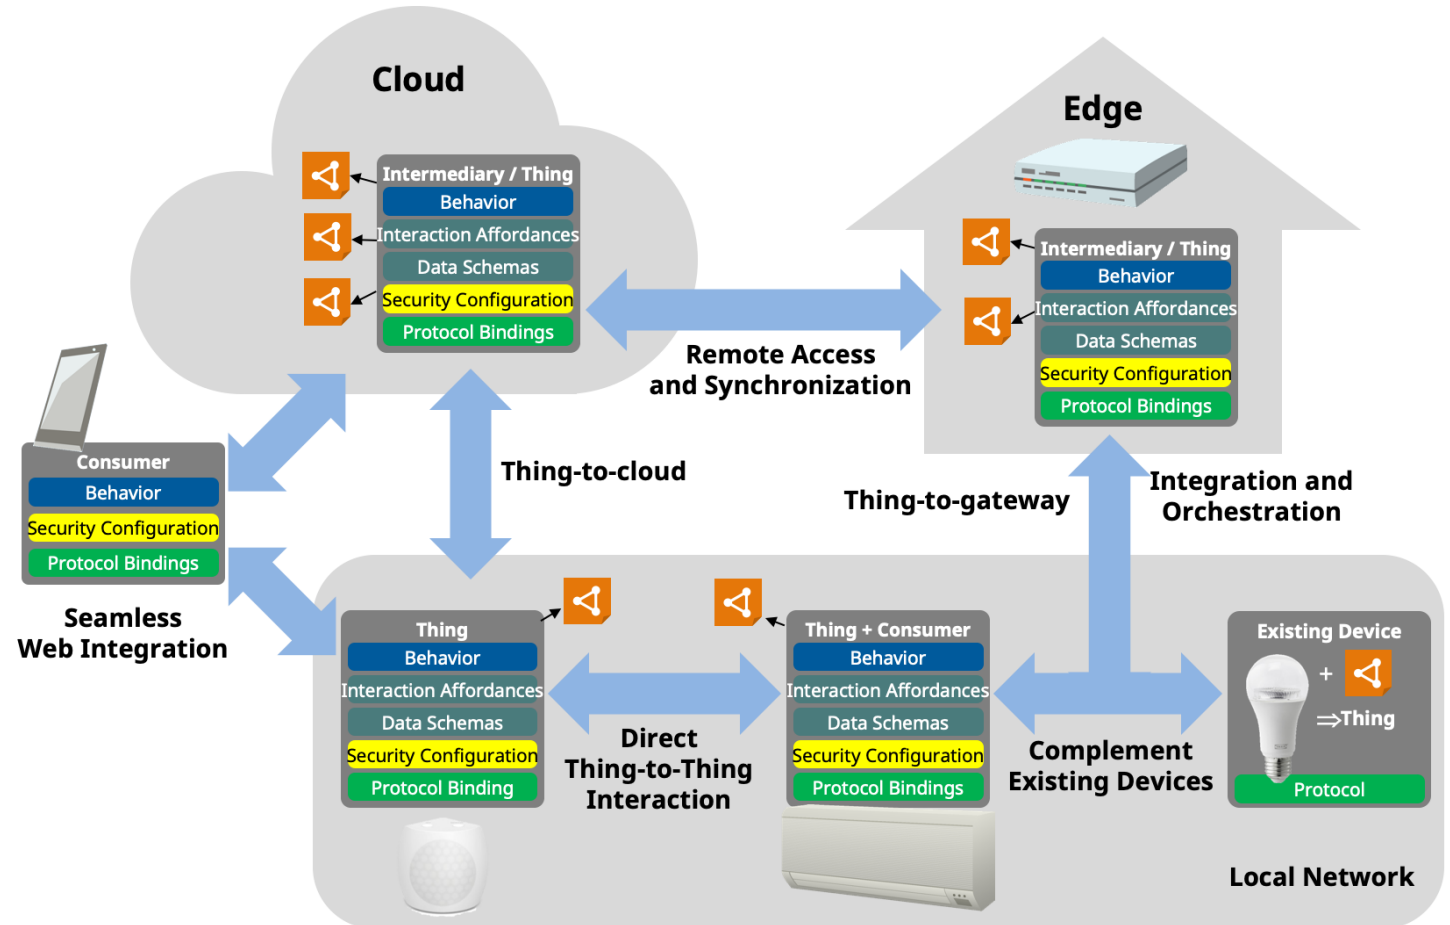 Cloud
Intermediary / Thing
Behavior
Interaction Affordances
Data Schemas
Security Configuration
Protocol Bindings
Edge
Intermediary / Thing
Behavior
Interaction Affordances
Data Schemas
Security Configuration
Protocol Bindings
Remote Access
and Synchronization
Consumer
Behavior
Security Configuration
Protocol Bindings
Seamless
Web Integration
Thing-to-cloud
Thing-to-gateway
Integration and
Orchestration
Thing
Behavior
Interaction Affordances
Data Schemas
Security Configuration
Protocol Binding
Direct
Thing-to-Thing
Interaction
Thing + Consumer
Behavior
Interaction Affordances
Data Schemas
Security Configuration
Protocol Bindings
Complement
Existing Devices
Existing Device
+
⇒Thing
Protocol
Local Network